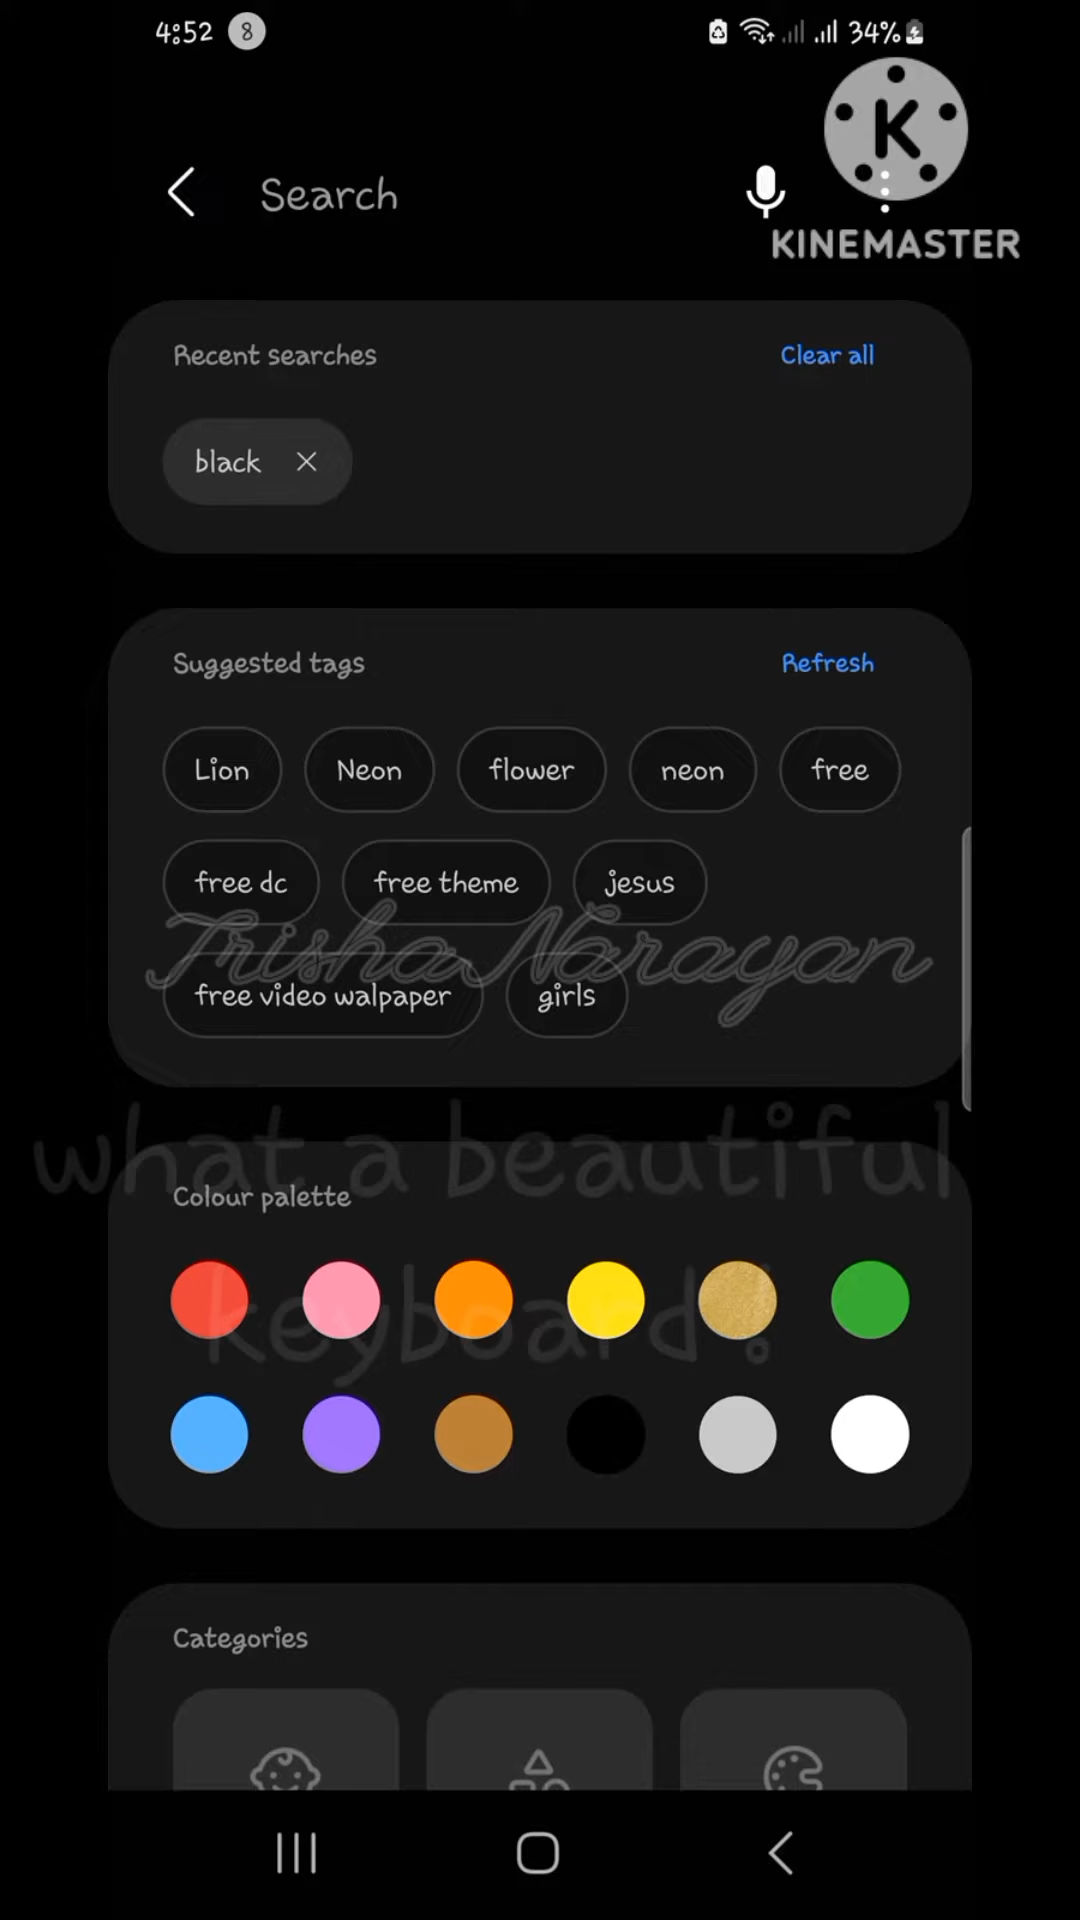 4:52 8 34%
Search
K
KINEMASTER
Recent searches Clear all
black
Suggested tags Refresh
Lion Neon flower neon free
free dc free theme jesus
Trisha Narayan
free video walpaper girls
what a beautiful
Colour palette
keyboard!
Categories